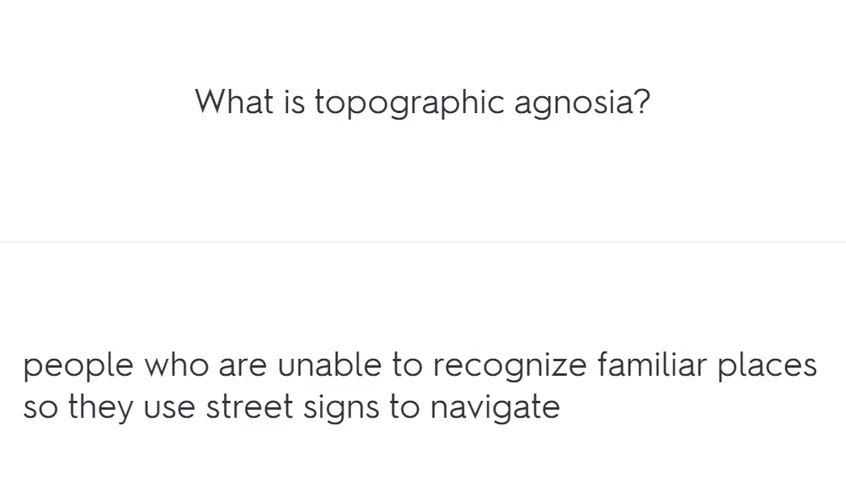 What is topographic agnosia?
people who are unable to recognize familiar places
so they use street signs to navigate